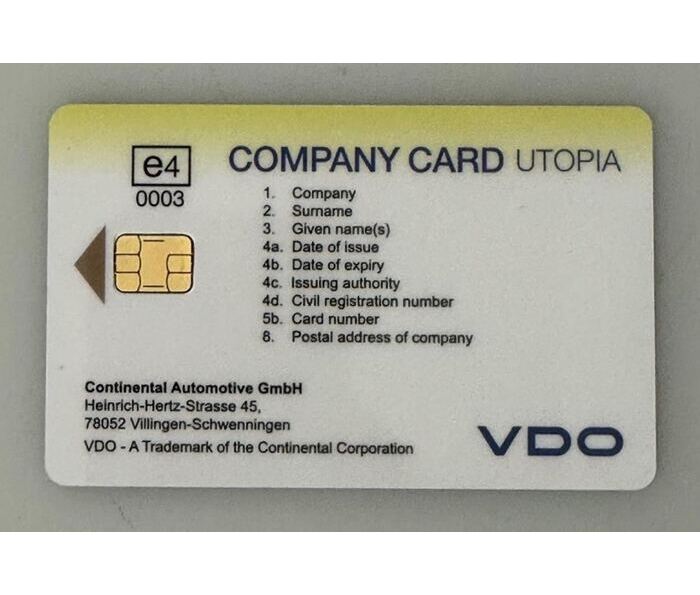 e4
0003
COMPANY CARD UTOPIA
1. Company
2. Surname
3. Given name(s)
4a. Date of issue
4b. Date of expiry
4c. Issuing authority
4d. Civil registration number
5b. Card number
8. Postal address of company
Continental Automotive GmbH
Heinrich-Hertz-Strasse 45,
78052 Villingen-Schwenningen
VDO - A Trademark of the Continental Corporation
VDO